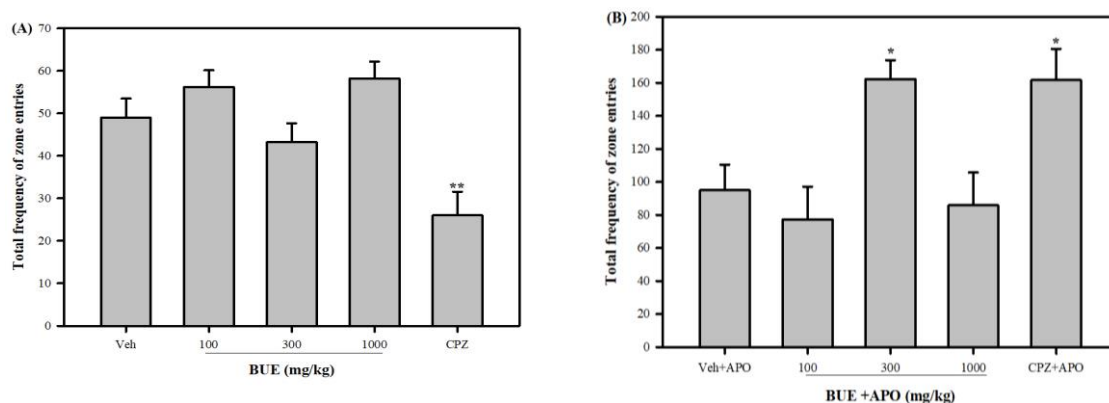 (A)
Total frequency of zone entries
70
60
50
40
30
20
10
0
**
Veh 100 300 1000 CPZ
BUE (mg/kg)
(B)
Total frequency of zone entries
200
180
160
140
120
100
80
60
40
20
0
* *
Veh+APO 100 300 1000 CPZ+APO
BUE +APO (mg/kg)